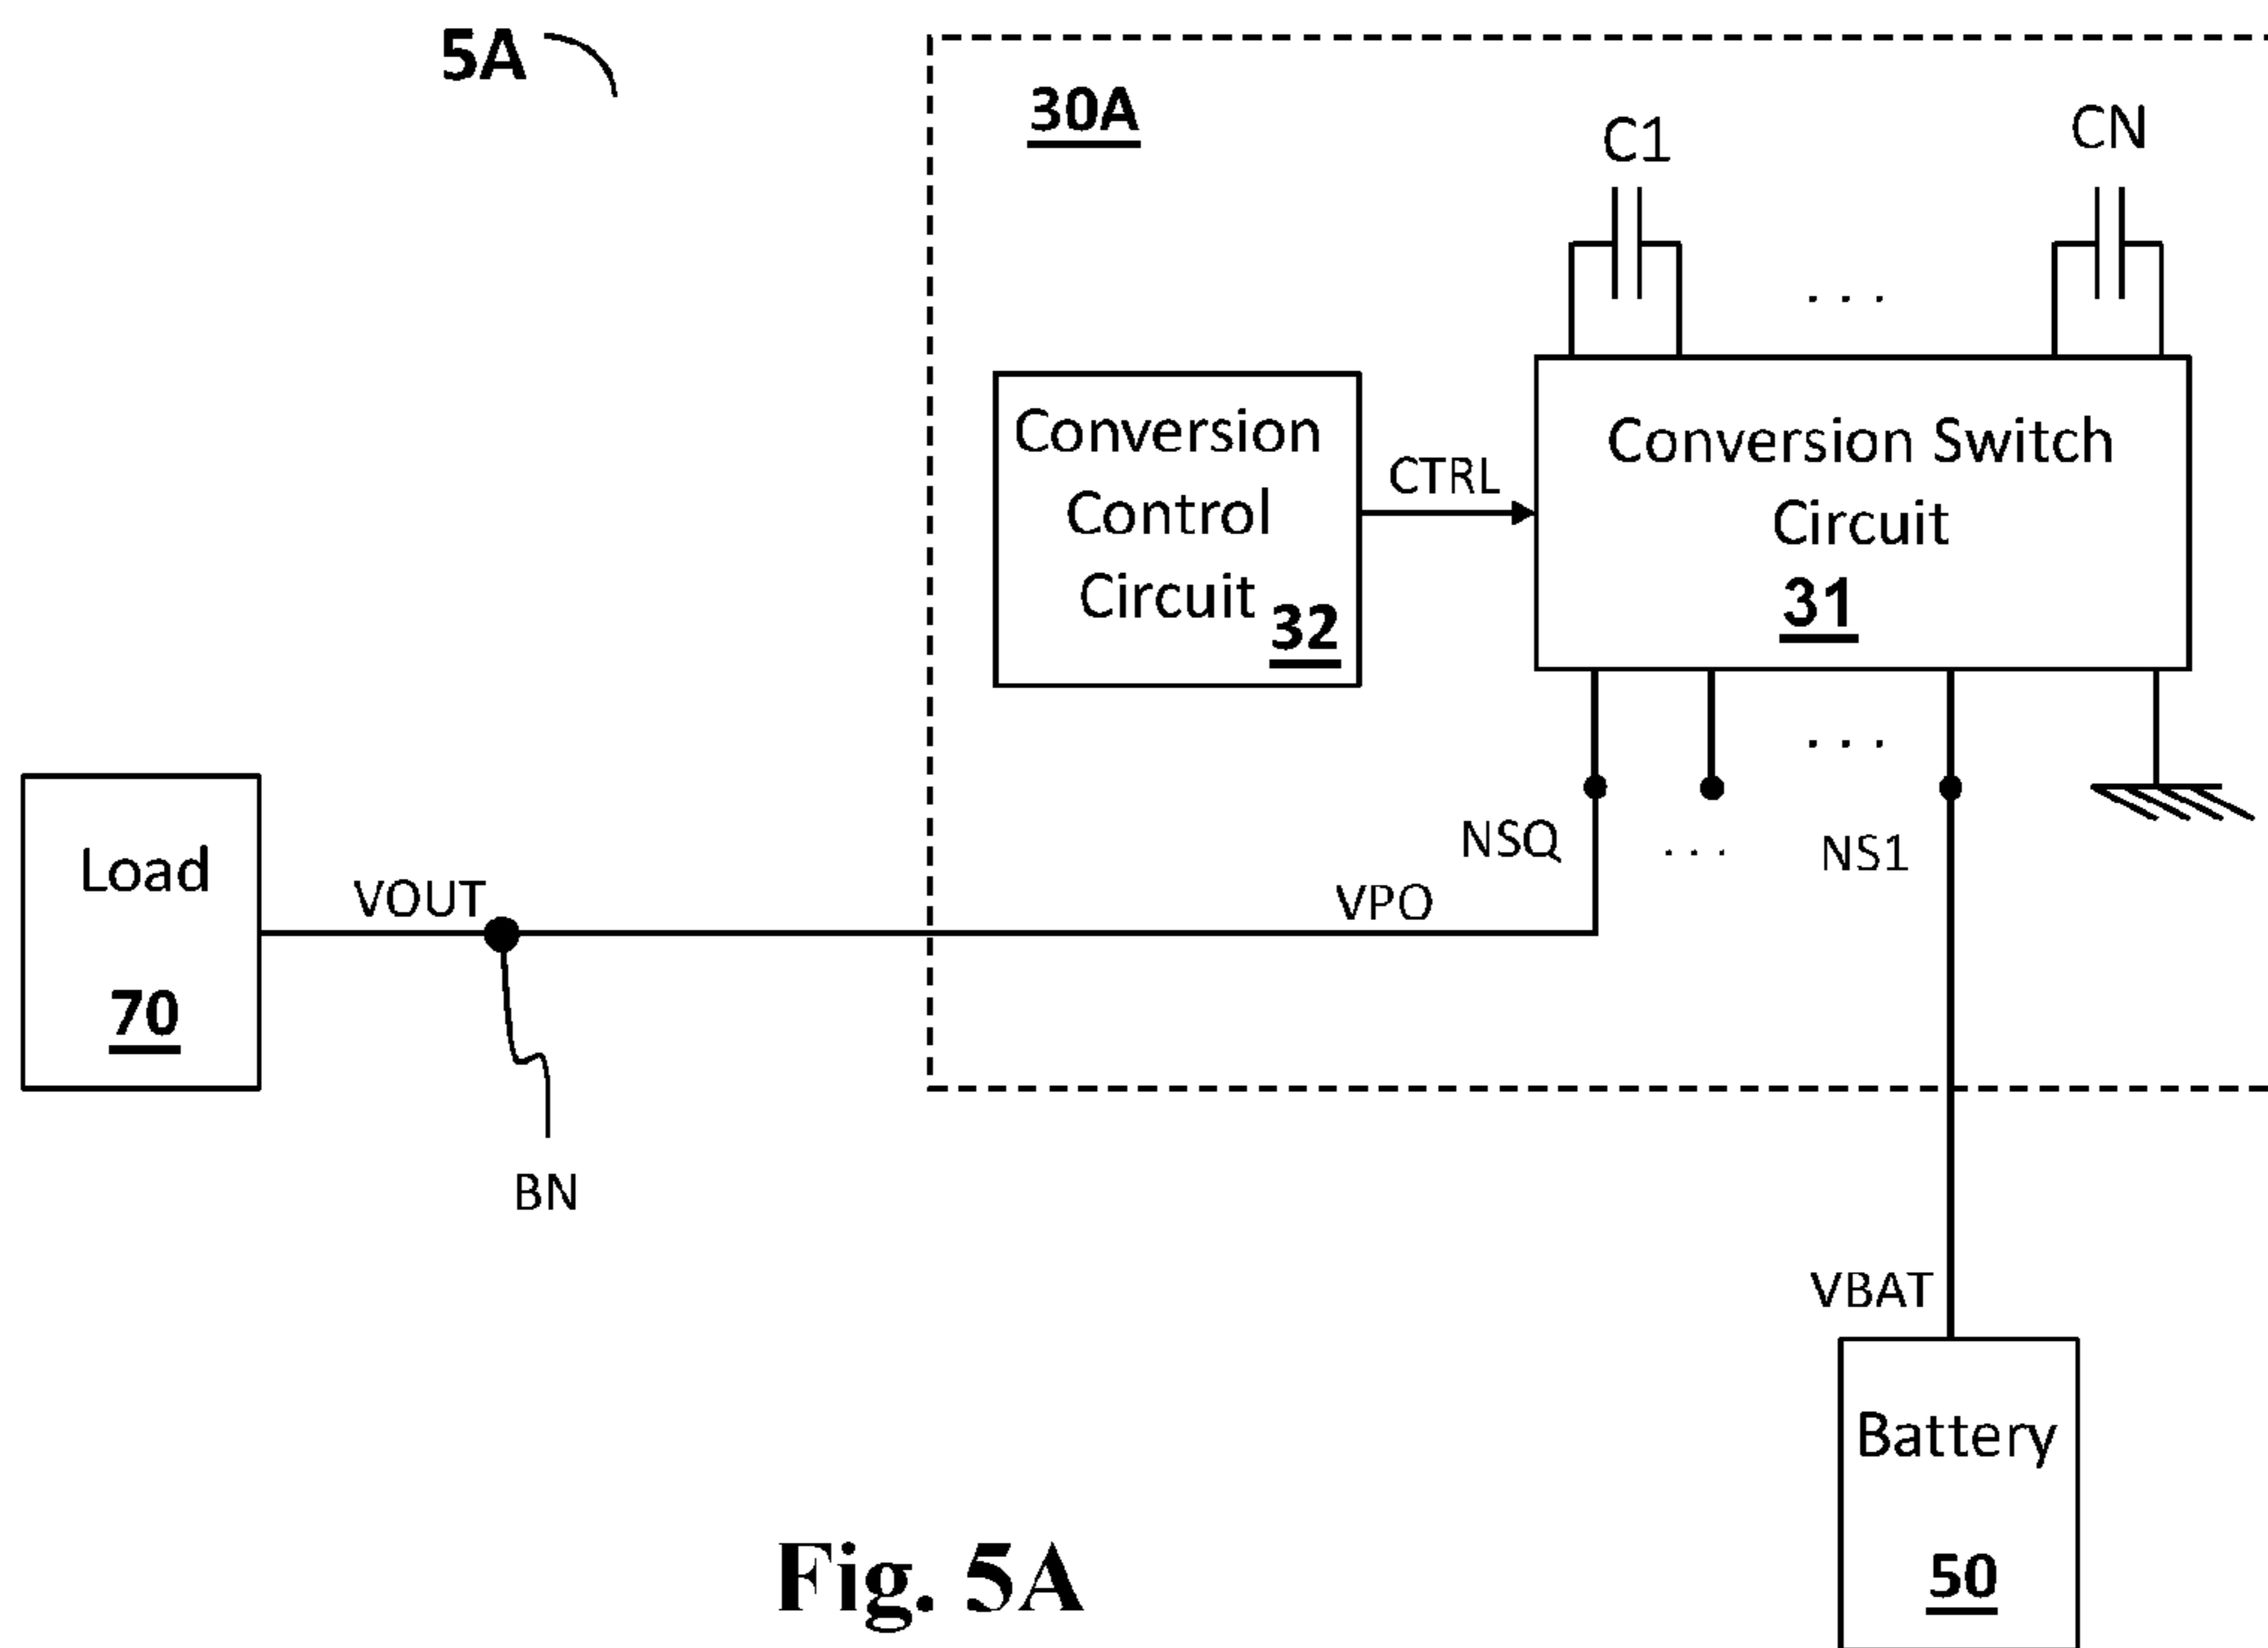 5A
30A
C1
CN
. . .
Conversion
Control
Circuit 32
CTRL
Conversion Switch
Circuit
31
. . .
NSQ
. . .
NS1
Load
70
VOUT
VPO
BN
VBAT
Battery
50
Fig. 5A